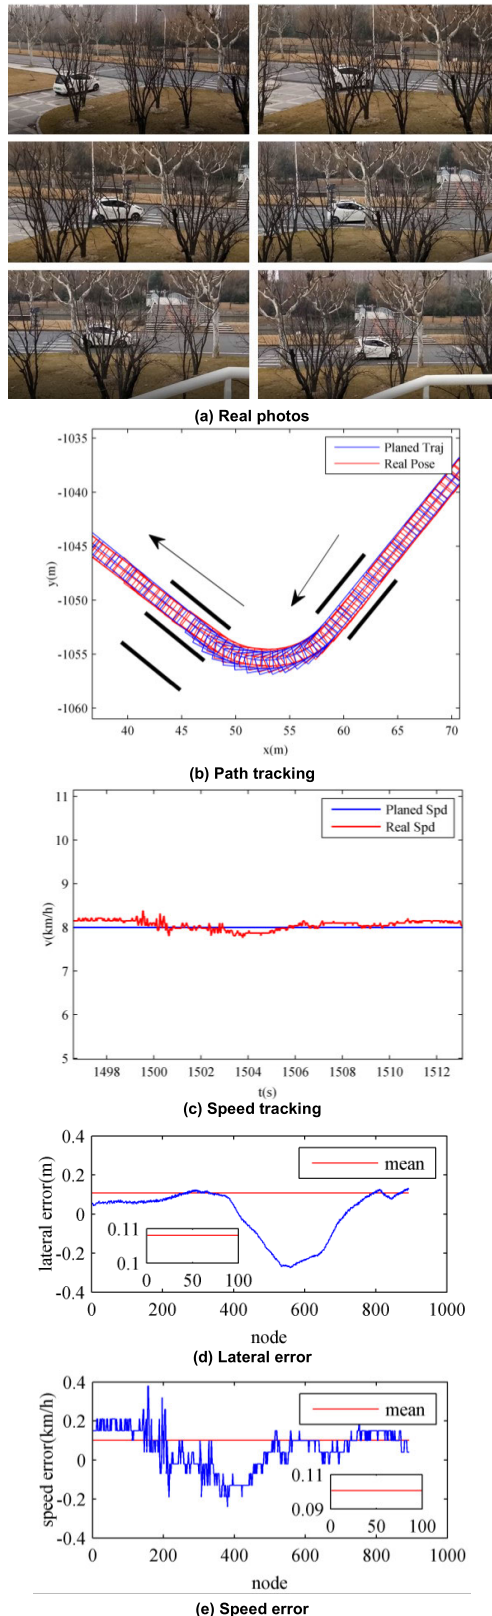 (a) Real photos
-1035
-1040
-1045
-1050
-1055
-1060
y(m)
Planed Traj
Real Pose
40 45 50 55 60 65 70
x(m)
(b) Path tracking
11
10
9
8
7
6
5
v(km/h)
Planed Spd
Real Spd
1498 1500 1502 1504 1506 1508 1510 1512
t(s)
(c) Speed tracking
0.4
0.2
0
-0.2
-0.4
lateral error(m)
mean
0.11
0.1
0 50 100
0 200 400 600 800 1000
node
(d) Lateral error
0.4
0.2
0
-0.2
-0.4
speed error(km/h)
mean
0.11
0.09
0 50 100
0 200 400 600 800 1000
node
(e) Speed error